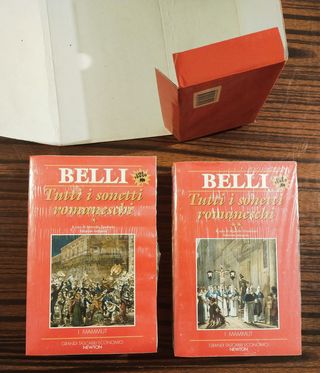 BELLI
Tutti i sonetti
romaneschi
I MAMMUT
GRANDI TASCABILI ECONOMICI
NEWTON
BELLI
Tutti i sonetti
romaneschi
I MAMMUT
GRANDI TASCABILI ECONOMICI
NEWTON